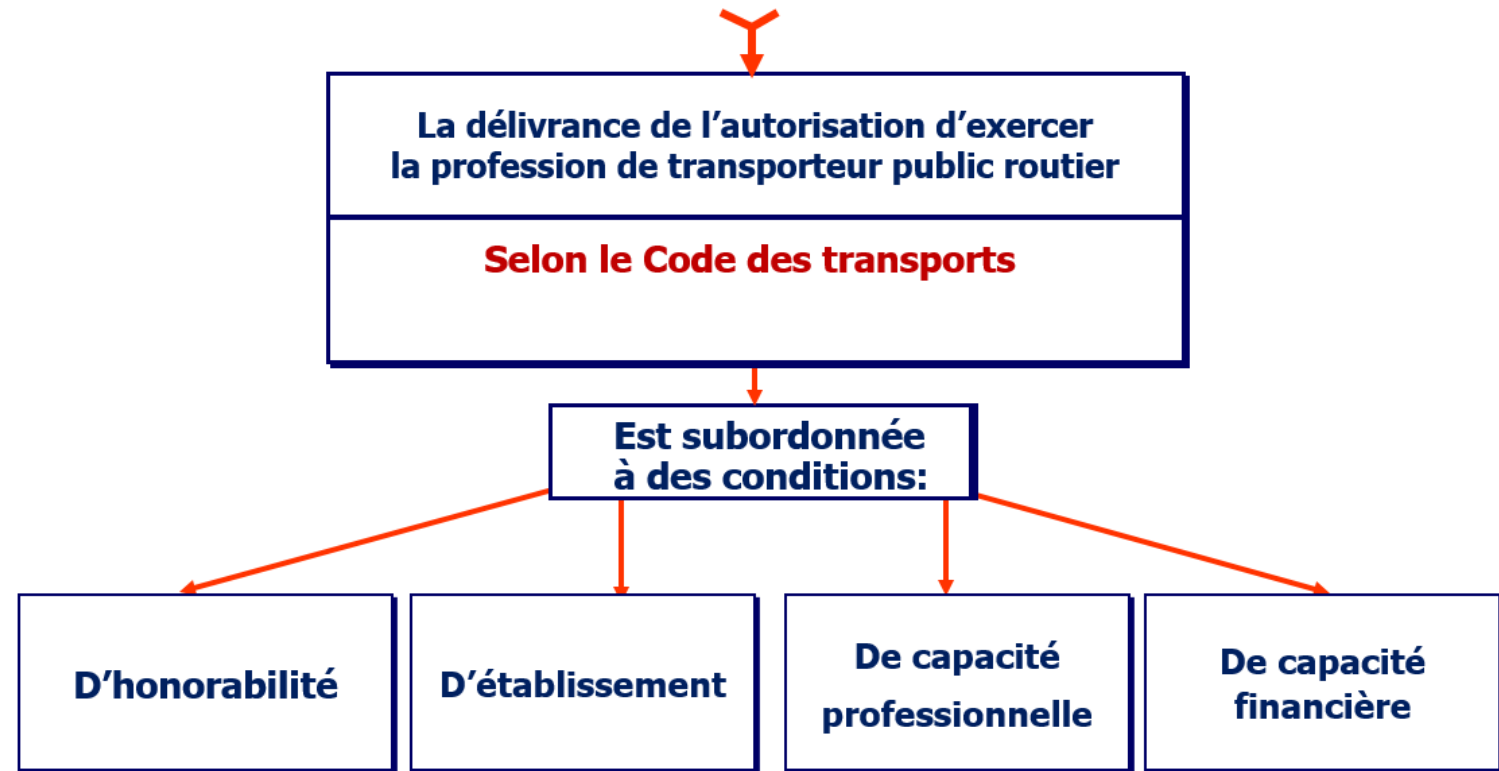 La délivrance de l’autorisation d’exercer
la profession de transporteur public routier
Selon le Code des transports
Est subordonnée
à des conditions:
D’honorabilité
D’établissement
De capacité
professionnelle
De capacité
financière